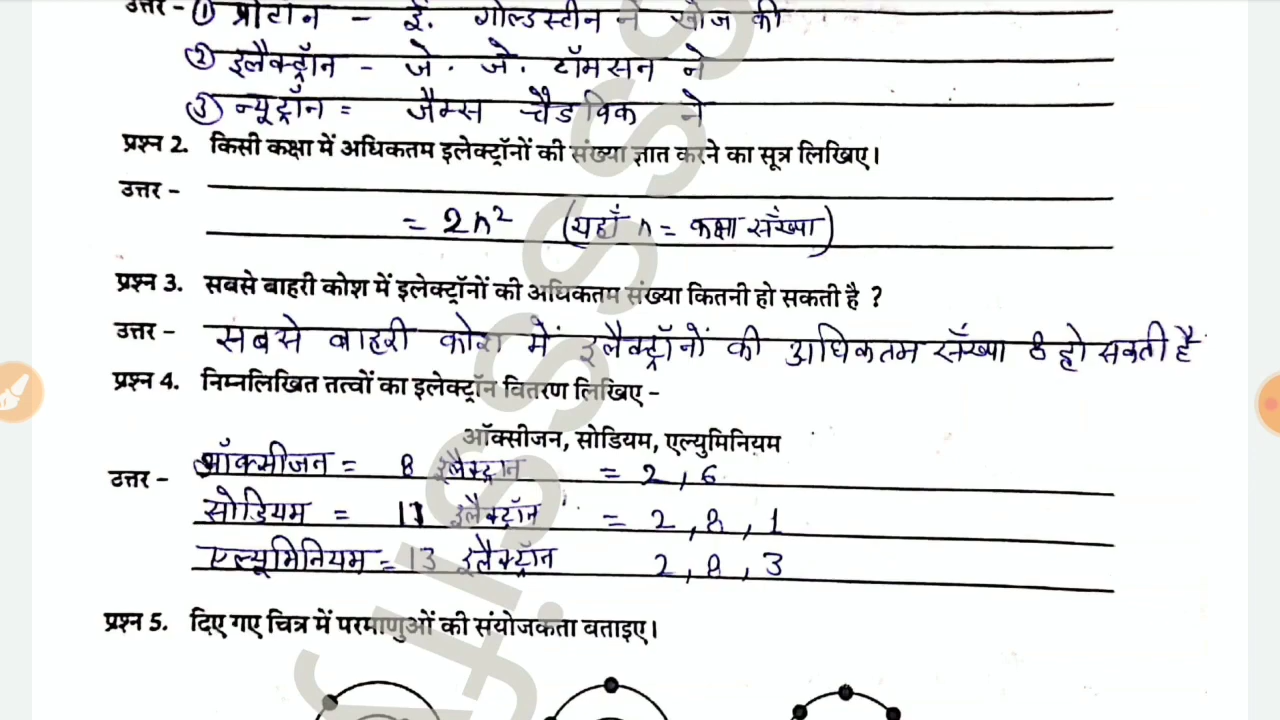 उत्तर - ① प्रोटॉन - ई. गोल्डस्टीन ने खोज की
② इलैक्ट्रॉन - जे. जे. टॉमसन ने
③ न्यूट्रॉन = जैम्स चैडविक ने
प्रश्न 2. किसी कक्षा में अधिकतम इलेक्ट्रॉनों की संख्या ज्ञात करने का सूत्र लिखिए।
उत्तर -
= 2n² (यहाँ n = कक्षा सँख्या)
प्रश्न 3. सबसे बाहरी कोश में इलेक्ट्रॉनों की अधिकतम संख्या कितनी हो सकती है ?
उत्तर - सबसे बाहरी कोश में इलैक्ट्रॉनों की अधिकतम सँख्या 8 हो सकती है
प्रश्न 4. निम्नलिखित तत्वों का इलेक्ट्रॉन वितरण लिखिए -
ऑक्सीजन, सोडियम, एल्युमिनियम
उत्तर - ऑक्सीजन = 8 इलैक्ट्रान = 2, 6
सोडियम = 11 इलैक्ट्रॉन = 2, 8, 1
एल्यूमिनियम = 13 इलैक्ट्रॉन 2, 8, 3
प्रश्न 5. दिए गए चित्र में परमाणुओं की संयोजकता बताइए।